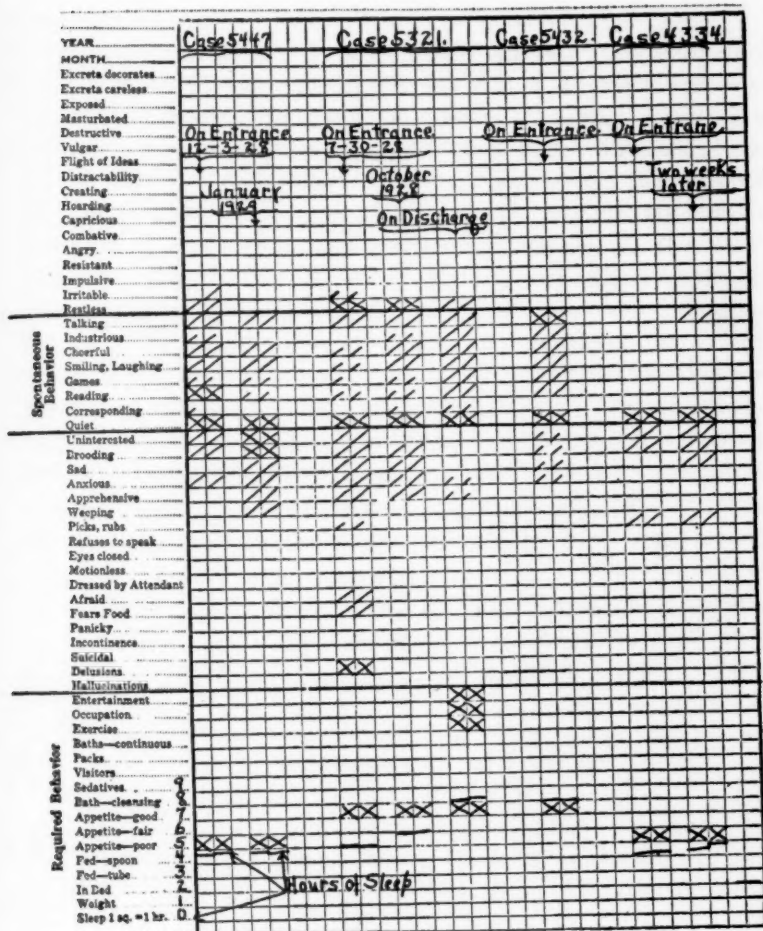 YEAR Case 5447 Case 5321. Case 5432. Case 4334.
MONTH
Excreta decorates
Excreta careless
Exposed
Masturbated
Destructive On Entrance On Entrance. On Entrance. On Entrane.
Vulgar 12-3-28 7-30-28
Flight of Ideas
Distractability October Two weeks
Creating January 1928 later
Hoarding 1929
Capricious On Discharge
Combative
Angry
Resistant
Impulsive
Irritable
Restless
Spontaneous Behavior
Talking
Industrious
Cheerful
Smiling, Laughing
Games
Reading
Corresponding
Quiet
Uninterested
Drooding
Sad
Anxious
Apprehensive
Weeping
Picks, rubs
Refuses to speak
Eyes closed
Motionless
Dressed by Attendant
Afraid
Fears Food
Panicky
Incontinence
Suicidal
Delusions
Hallucinations
Required Behavior
Entertainment
Occupation
Exercise
Baths—continuous
Packs
Visitors
Sedatives 9
Bath—cleansing 8
Appetite—good 7
Appetite—fair 6
Appetite—poor 5
Fed—spoon 4
Fed—tube 3
In Bed 2 Hours of Sleep
Weight 1
Sleep 1 sq. = 1 hr. 0